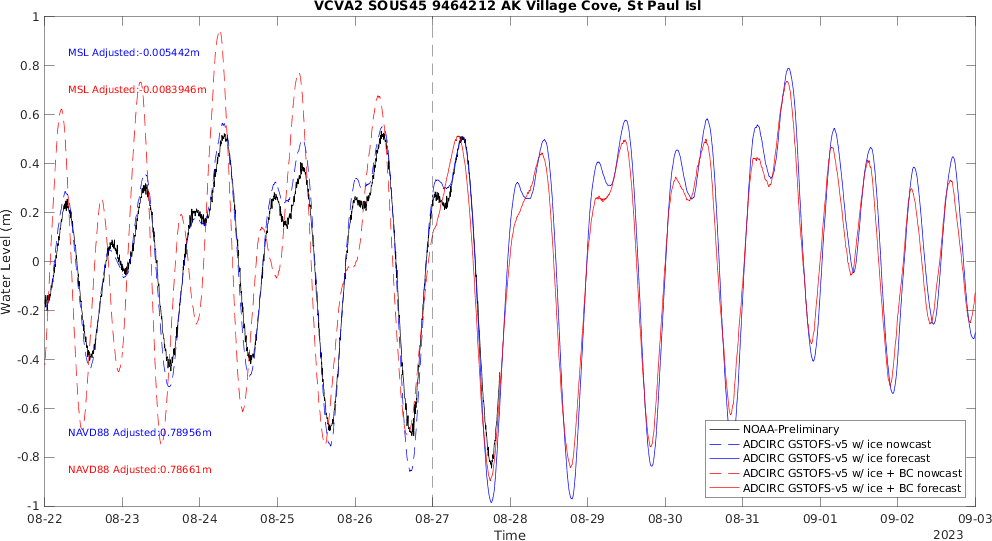 VCVA2 SOUS45 9464212 AK Village Cove, St Paul Isl
Water Level (m)
1
0.8
0.6
0.4
0.2
0
-0.2
-0.4
-0.6
-0.8
-1
MSL Adjusted:-0.005442m
MSL Adjusted:-0.0083946m
NAVD88 Adjusted:0.78956m
NAVD88 Adjusted:0.78661m
NOAA-Preliminary
ADCIRC GSTOFS-v5 w/ ice nowcast
ADCIRC GSTOFS-v5 w/ ice forecast
ADCIRC GSTOFS-v5 w/ ice + BC nowcast
ADCIRC GSTOFS-v5 w/ ice + BC forecast
08-22 08-23 08-24 08-25 08-26 08-27 08-28 08-29 08-30 08-31 09-01 09-02 09-03
Time
2023